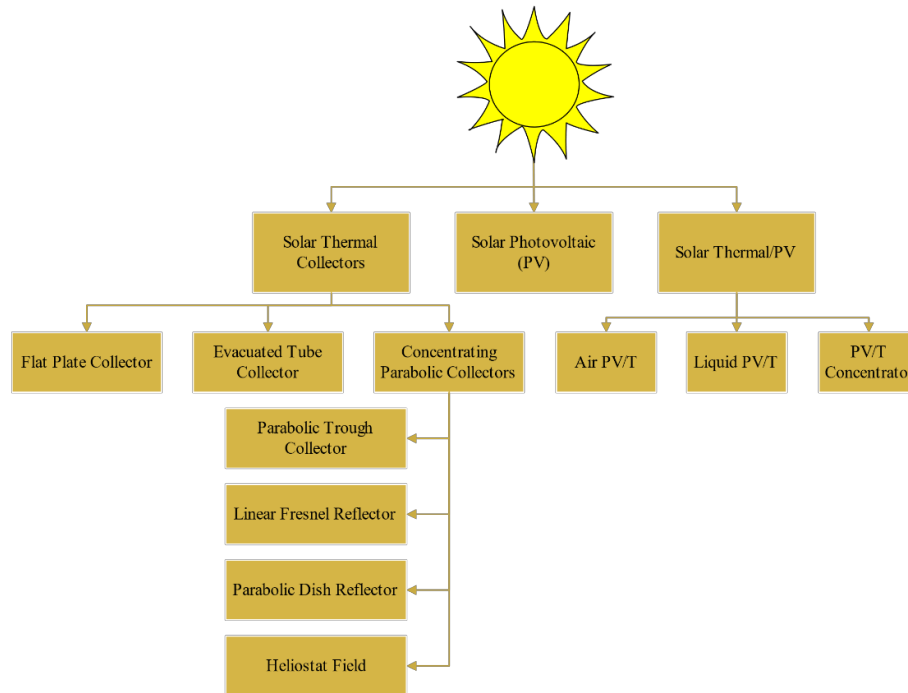 Solar Thermal
Collectors
Solar Photovoltaic
(PV)
Solar Thermal/PV
Flat Plate Collector
Evacuated Tube
Collector
Concentrating
Parabolic Collectors
Air PV/T
Liquid PV/T
PV/T
Concentrator
Parabolic Trough
Collector
Linear Fresnel Reflector
Parabolic Dish Reflector
Heliostat Field